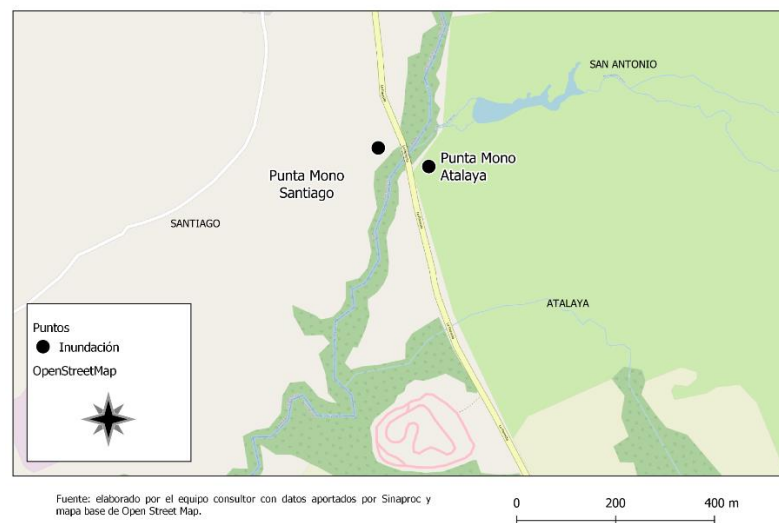 SAN ANTONIO
Punta Mono
Atalaya
Punta Mono
Santiago
SANTIAGO
ATALAYA
Puntos
Inundación
OpenStreetMap
Fuente: elaborado por el equipo consultor con datos aportados por Sinaproc y
mapa base de Open Street Map.
0 200 400 m